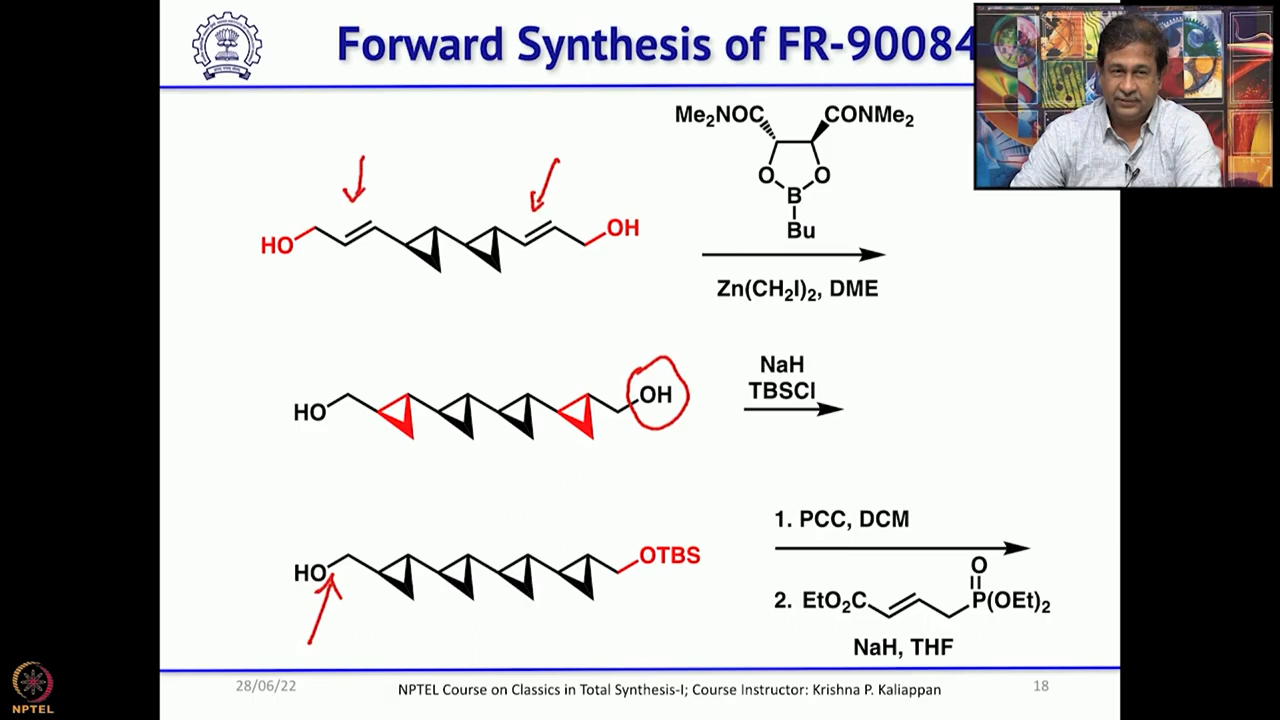 Forward Synthesis of FR-90084
Me2NOC CONMe2
O O
B
Bu
HO OH
Zn(CH2I)2, DME
HO OH
NaH
TBSCl
HO OTBS
1. PCC, DCM
O
2. EtO2C P(OEt)2
NaH, THF
NPTEL
28/06/22 NPTEL Course on Classics in Total Synthesis-I; Course Instructor: Krishna P. Kaliappan 18